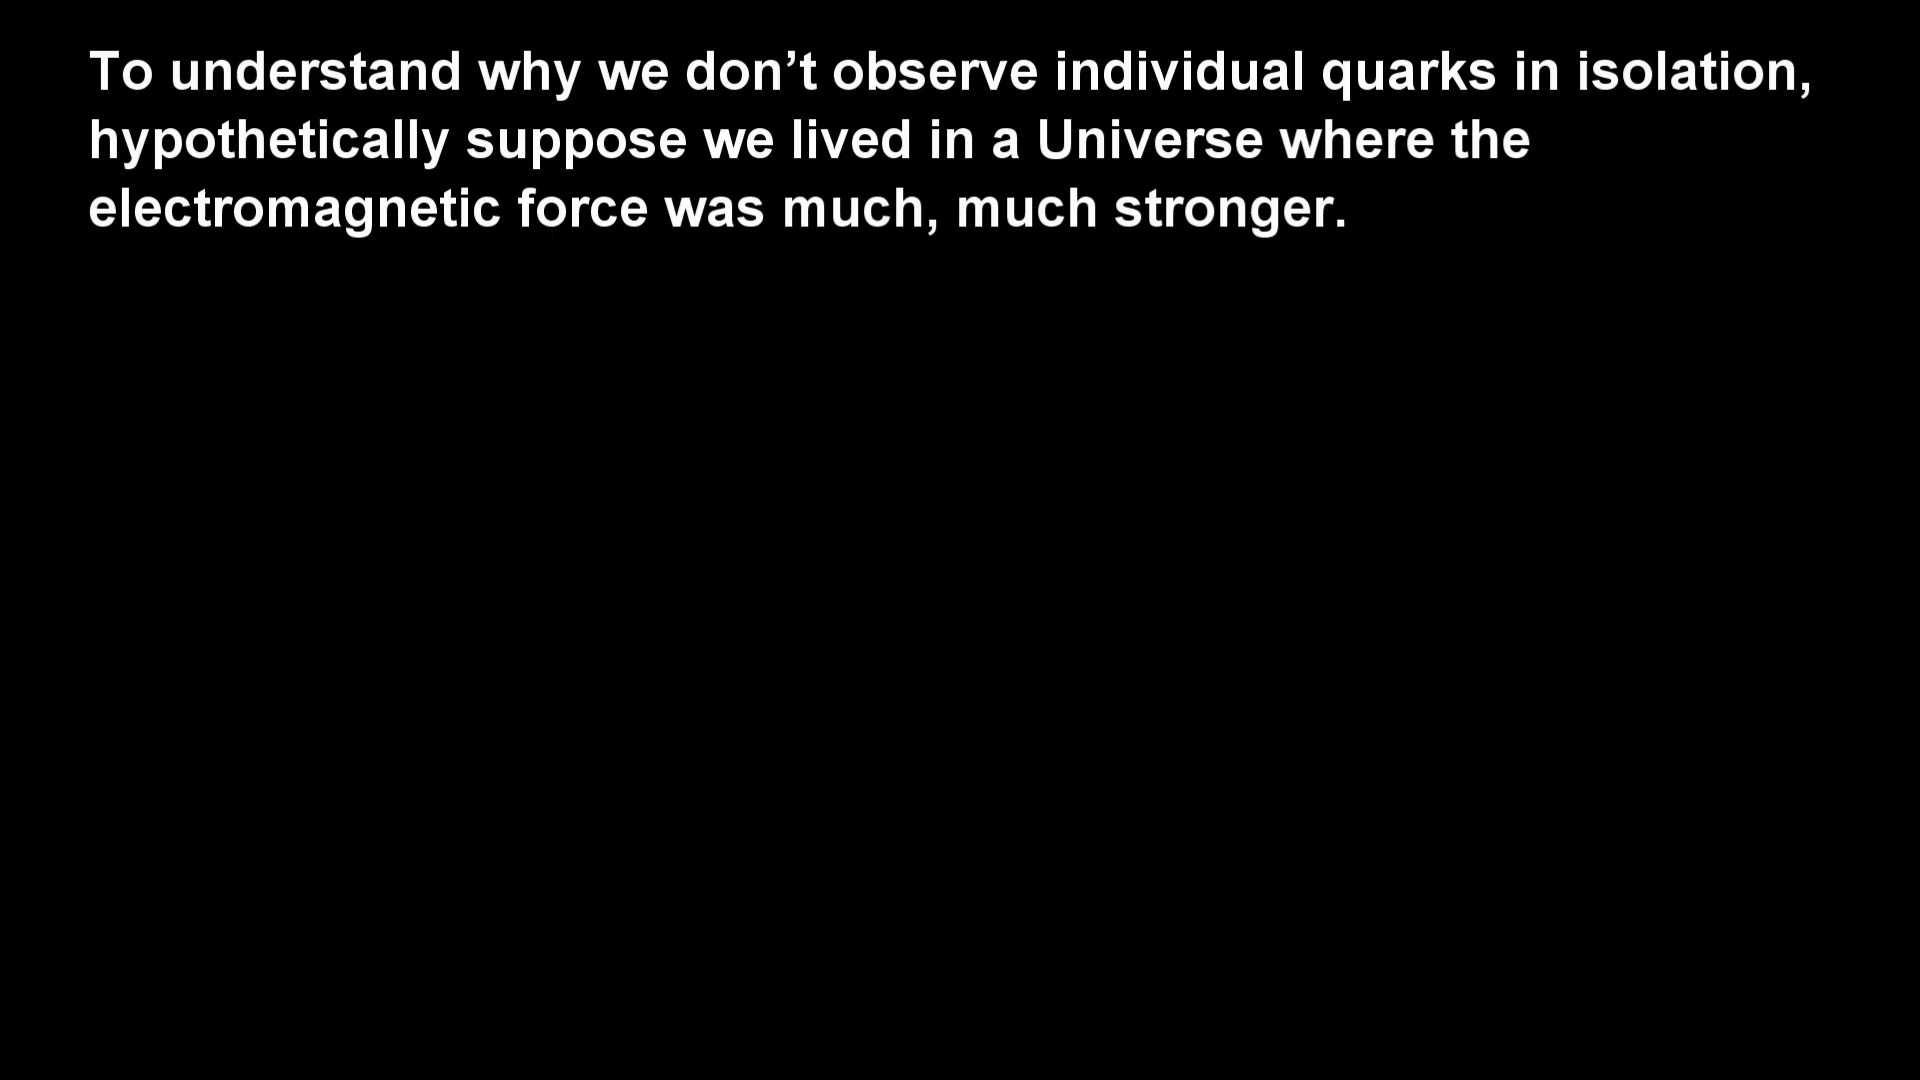 To understand why we don’t observe individual quarks in isolation,
hypothetically suppose we lived in a Universe where the
electromagnetic force was much, much stronger.